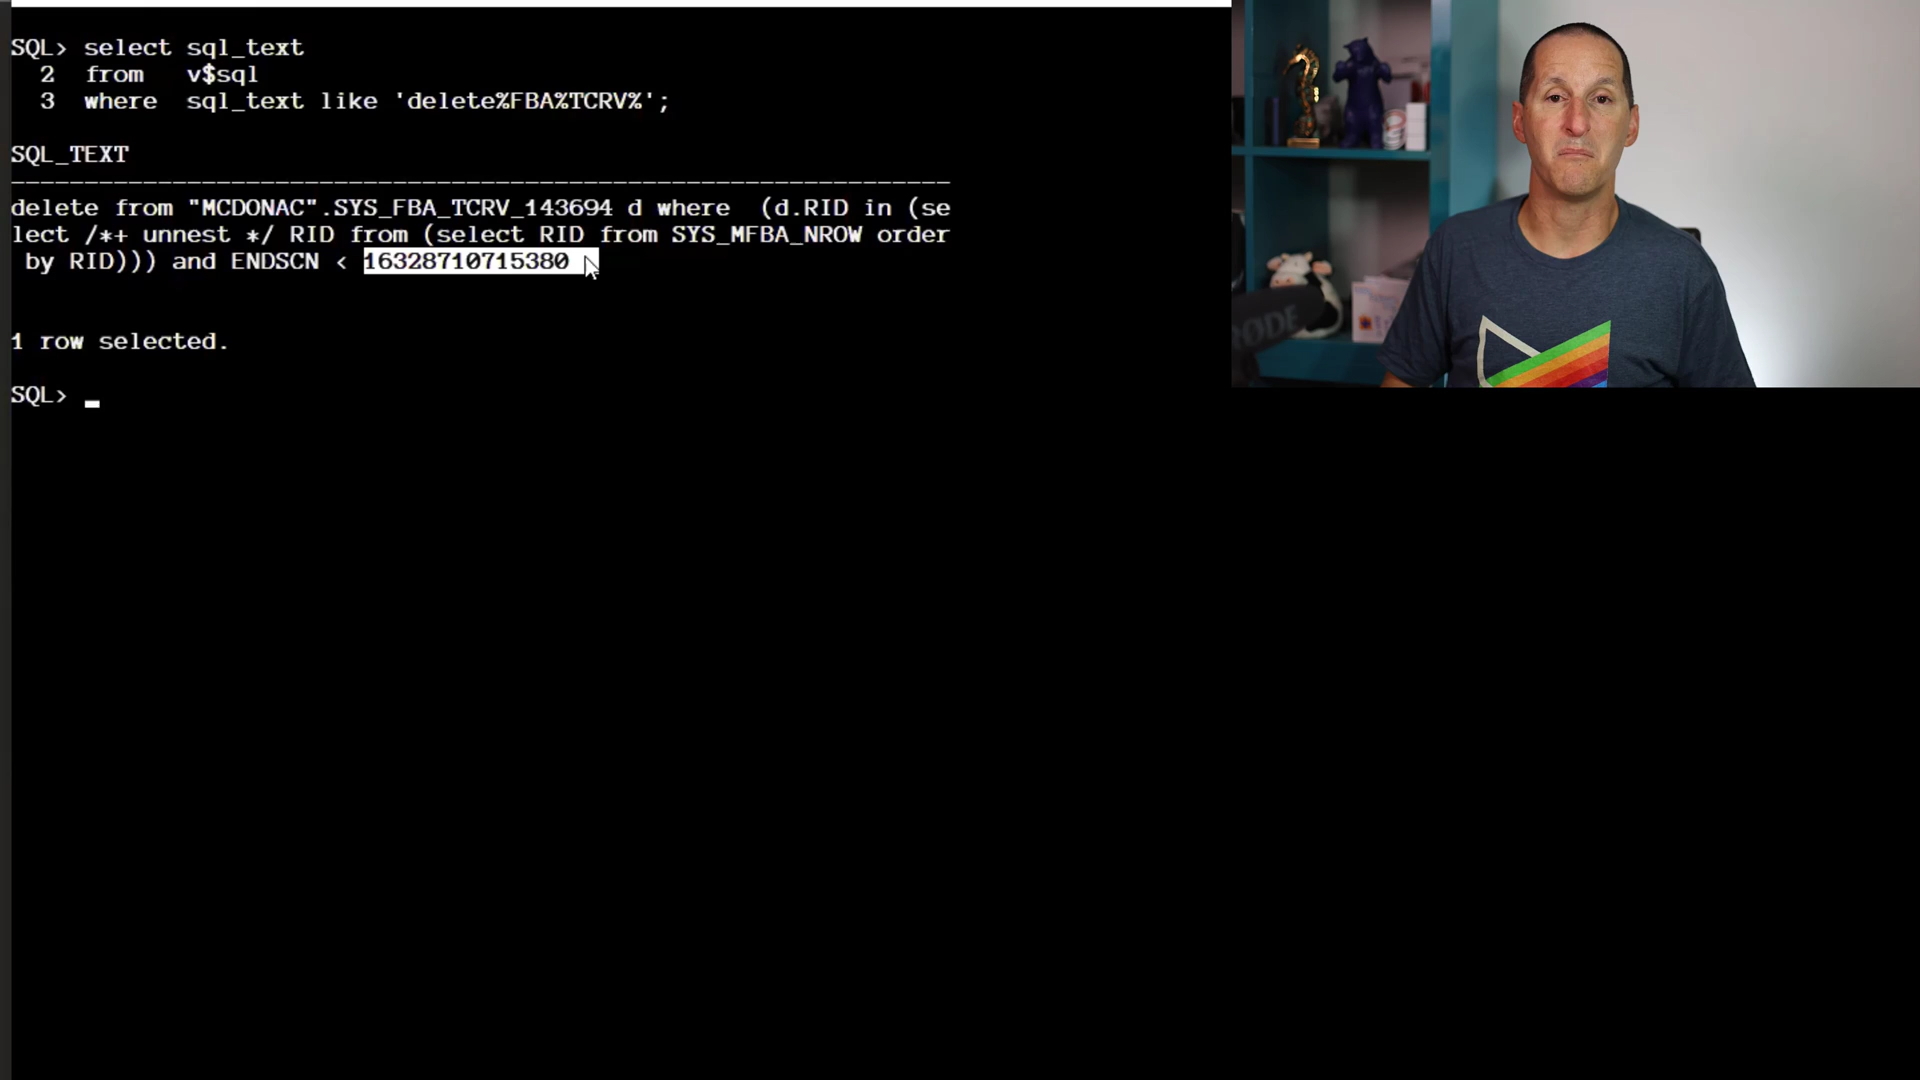 SQL> select sql_text
2 from v$sql
3 where sql_text like 'delete%FBA%TCRV%';
SQL_TEXT
--------------------------------------------------------------------------------
delete from "MCDONAC".SYS_FBA_TCRV_143694 d where (d.RID in (se
lect /*+ unnest */ RID from (select RID from SYS_MFBA_NROW order
by RID))) and ENDSCN < 16328710715380
1 row selected.
SQL>
RODE